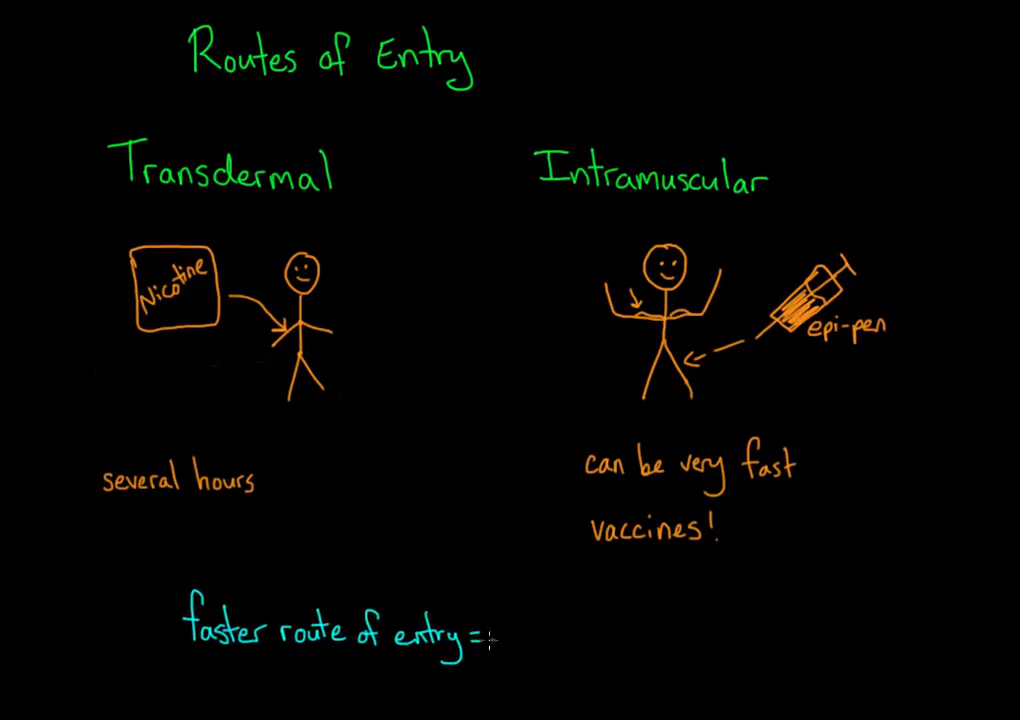 Routes of Entry
Transdermal
Intramuscular
Nicotine
epi-pen
several hours
can be very fast
vaccines!
faster route of entry =